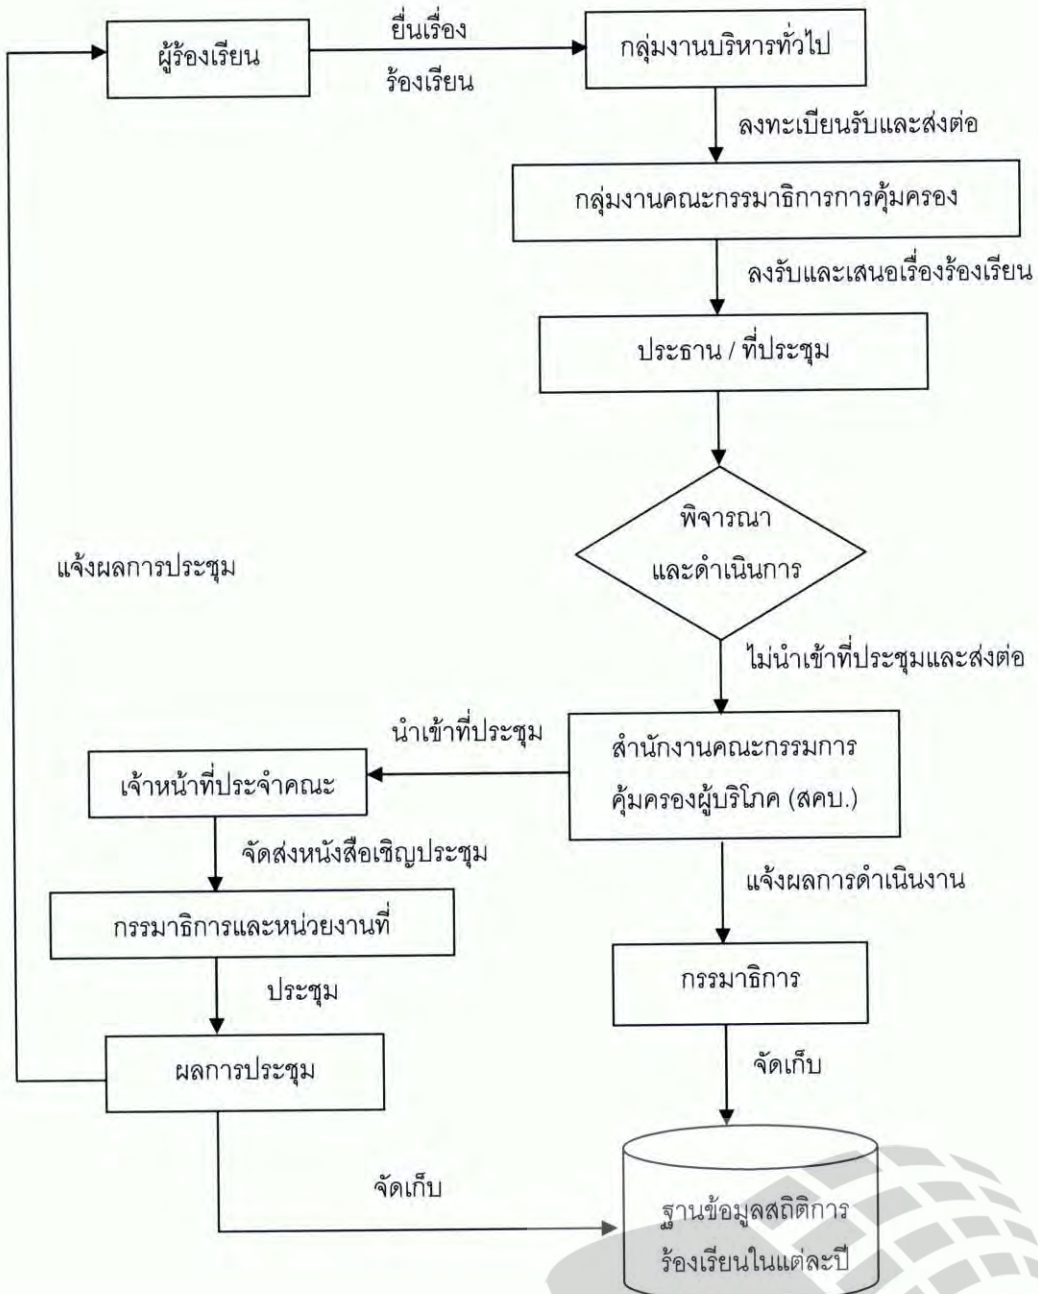 ผู้ร้องเรียน
ยื่นเรื่อง
ร้องเรียน
กลุ่มงานบริหารทั่วไป
ลงทะเบียนรับและส่งต่อ
กลุ่มงานคณะกรรมาธิการการคุ้มครอง
ลงรับและเสนอเรื่องร้องเรียน
ประธาน / ที่ประชุม
พิจารณา
และดำเนินการ
แจ้งผลการประชุม
ไม่นำเข้าที่ประชุมและส่งต่อ
นำเข้าที่ประชุม
สำนักงานคณะกรรมการ
คุ้มครองผู้บริโภค (สคบ.)
เจ้าหน้าที่ประจำคณะ
จัดส่งหนังสือเชิญประชุม
แจ้งผลการดำเนินงาน
กรรมาธิการและหน่วยงานที่
กรรมาธิการ
ประชุม
ผลการประชุม
จัดเก็บ
จัดเก็บ
ฐานข้อมูลสถิติการ
ร้องเรียนในแต่ละปี